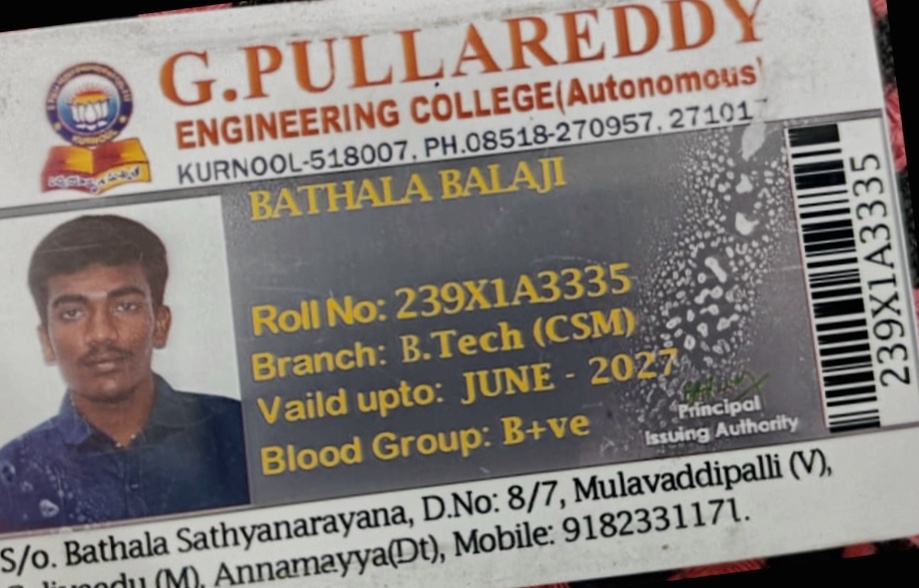 G.PULLAREDDY
ENGINEERING COLLEGE(Autonomous)
KURNOOL-518007, PH.08518-270957, 27101
BATHALA BALAJI
Roll No: 239X1A3335
Branch: B.Tech (CSM)
Vaild upto: JUNE - 2027
Blood Group: B+ve
Principal
Issuing Authority
239X1A3335
S/o. Bathala Sathyanarayana, D.No: 8/7, Mulavaddipalli (V),
(M), Annamayya(Dt), Mobile: 9182331171.